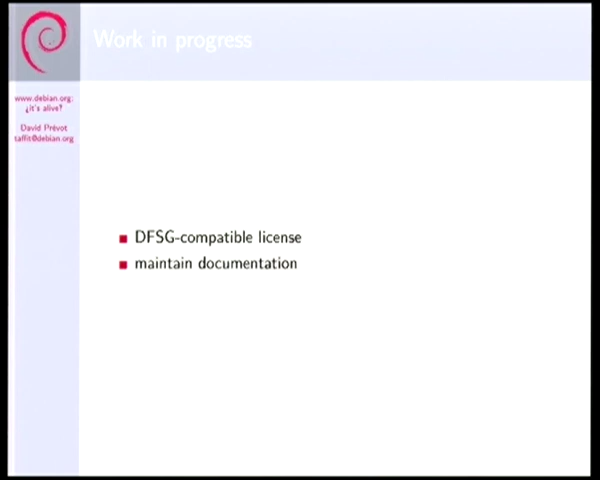 Work in progress
www.debian.org:
¿it's alive?
David Prévot
taffit@debian.org
DFSG-compatible license
maintain documentation